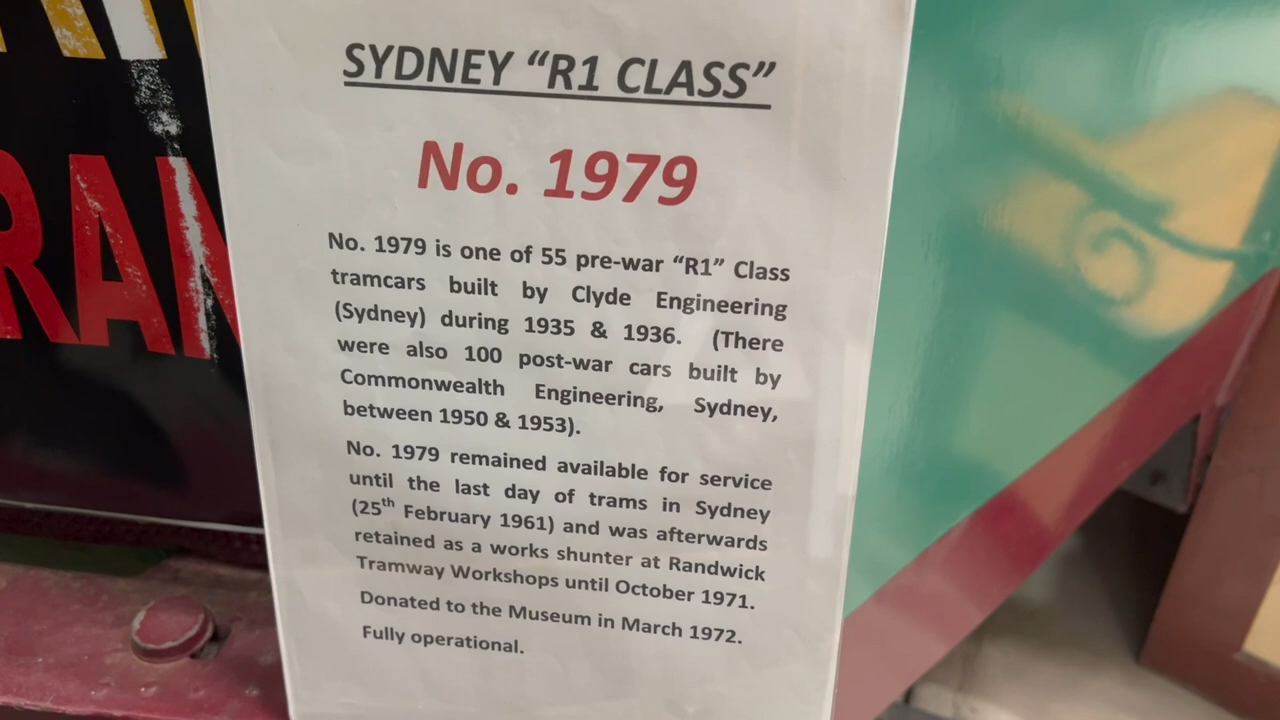 SYDNEY “R1 CLASS”
No. 1979
No. 1979 is one of 55 pre-war “R1” Class
tramcars built by Clyde Engineering
(Sydney) during 1935 & 1936. (There
were also 100 post-war cars built by
Commonwealth Engineering, Sydney,
between 1950 & 1953).
No. 1979 remained available for service
until the last day of trams in Sydney
(25th February 1961) and was afterwards
retained as a works shunter at Randwick
Tramway Workshops until October 1971.
Donated to the Museum in March 1972.
Fully operational.
RAN